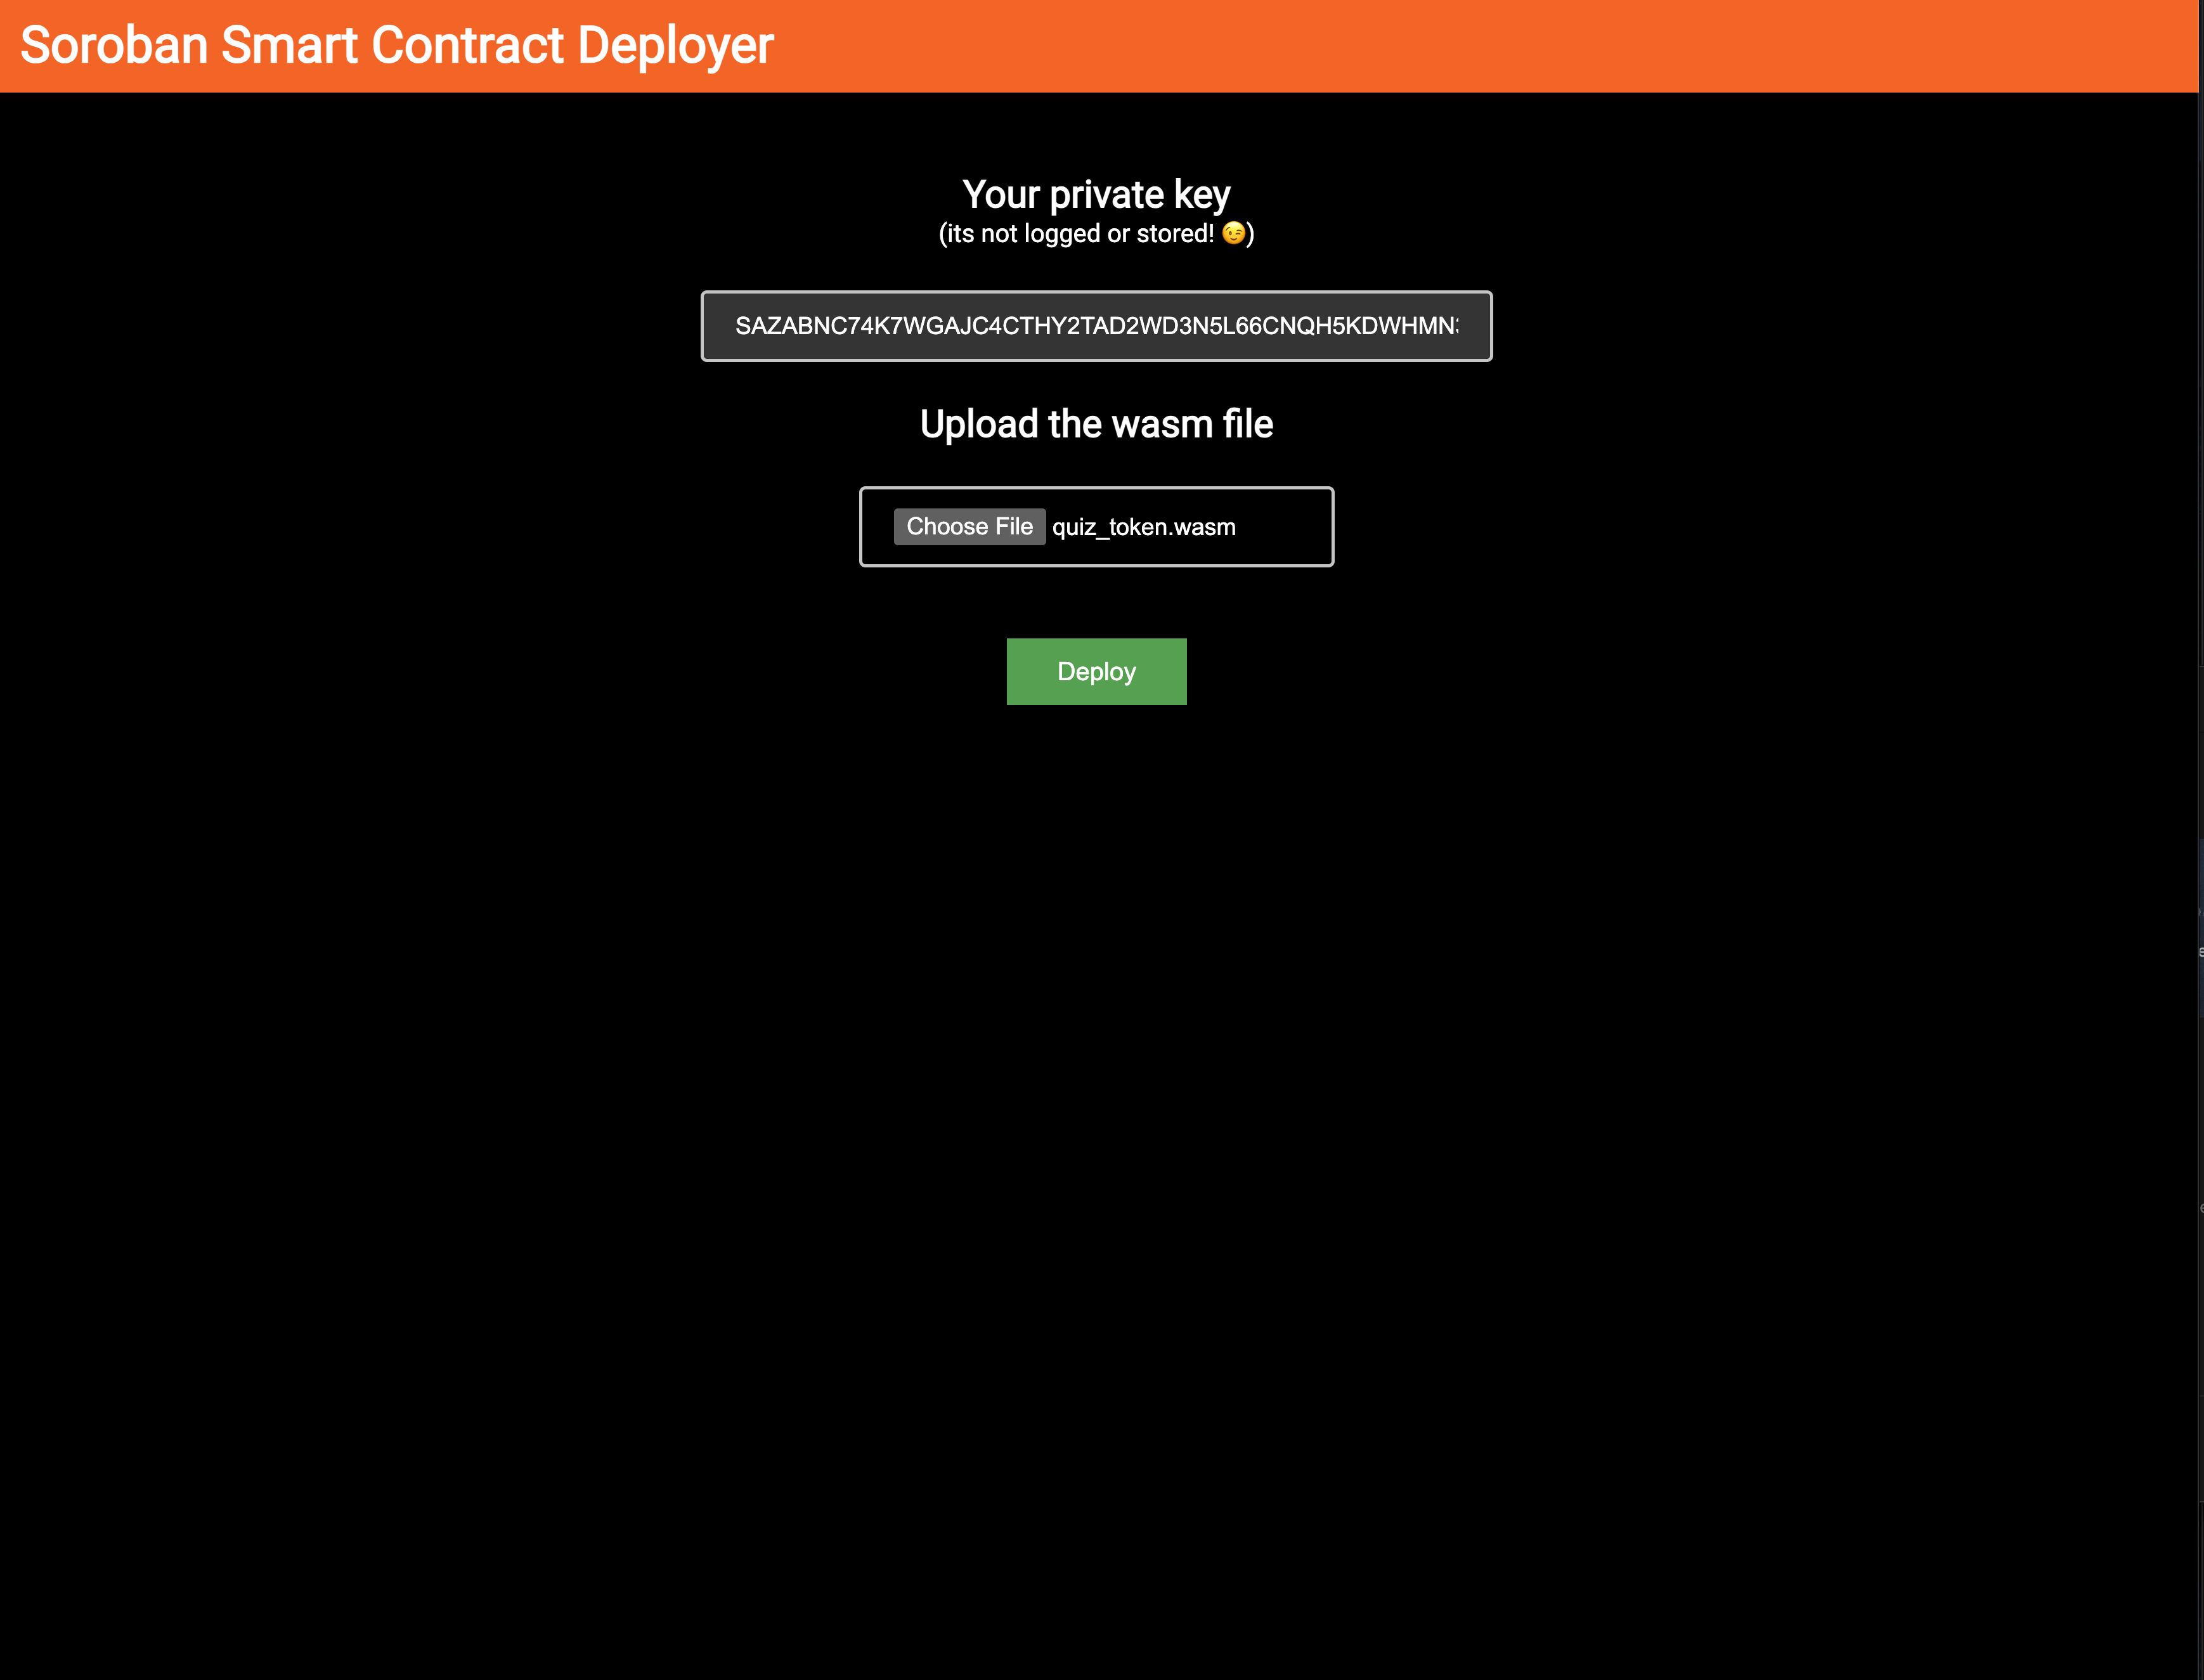 Soroban Smart Contract Deployer
Your private key
(its not logged or stored! 😉)
SAZABNC74K7WGAJC4CTHY2TAD2WD3N5L66CNQH5KDWHMN
Upload the wasm file
Choose File quiz_token.wasm
Deploy